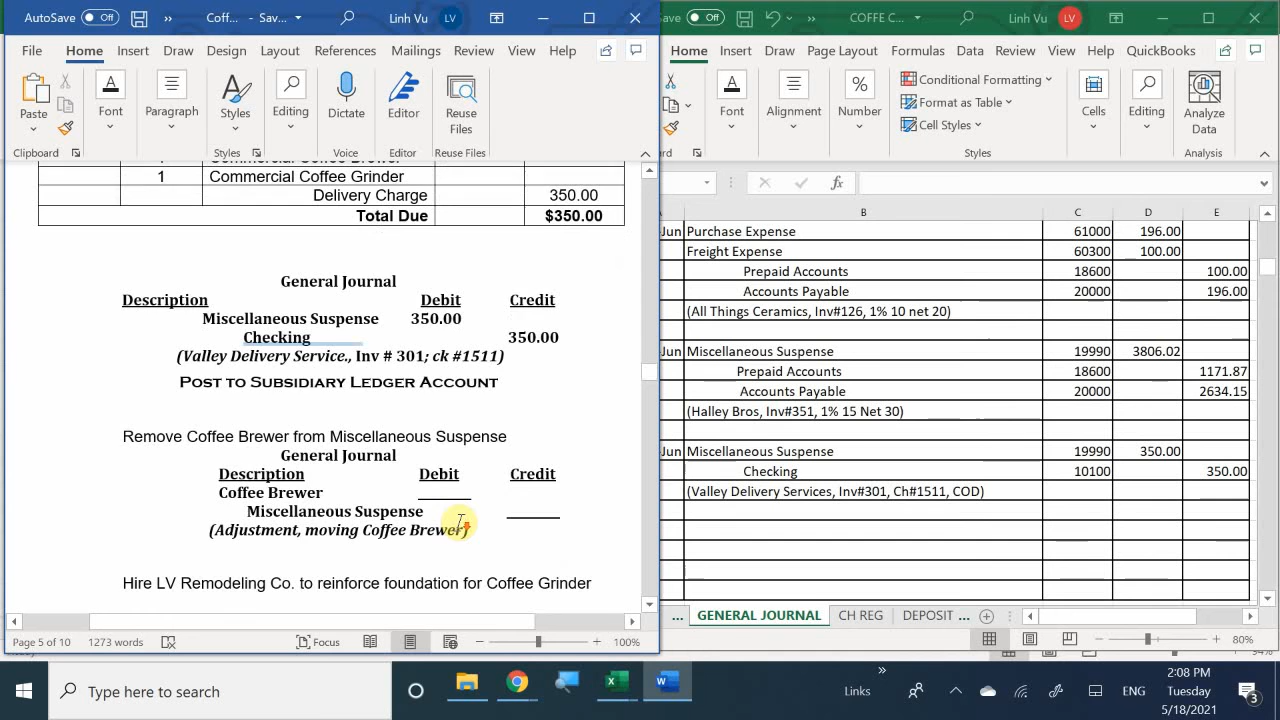 AutoSave Off Coff... - Sav... Linh Vu LV
File Home Insert Draw Design Layout References Mailings Review View Help
Paste Font Paragraph Styles Editing Dictate Editor Reuse Files
Clipboard Styles Voice Editor Reuse Files
1 Commercial Coffee Grinder
Delivery Charge 350.00
Total Due $350.00
General Journal
Description Debit Credit
Miscellaneous Suspense 350.00
Checking 350.00
(Valley Delivery Service., Inv # 301; ck #1511)
Post to Subsidiary Ledger Account
Remove Coffee Brewer from Miscellaneous Suspense
General Journal
Description Debit Credit
Coffee Brewer
Miscellaneous Suspense
(Adjustment, moving Coffee Brewer)
Hire LV Remodeling Co. to reinforce foundation for Coffee Grinder
Page 5 of 10 1273 words Focus 100%
ave Off COFFE C... Linh Vu LV
Home Insert Draw Page Layout Formulas Data Review View Help QuickBooks
Font Alignment Number Conditional Formatting Format as Table Cell Styles Cells Editing Analyze Data
Styles Analysis
fx
B C D E
Jun Purchase Expense 61000 196.00
Freight Expense 60300 100.00
Prepaid Accounts 18600 100.00
Accounts Payable 20000 196.00
(All Things Ceramics, Inv#126, 1% 10 net 20)
Jun Miscellaneous Suspense 19990 3806.02
Prepaid Accounts 18600 1171.87
Accounts Payable 20000 2634.15
(Halley Bros, Inv#351, 1% 15 Net 30)
Jun Miscellaneous Suspense 19990 350.00
Checking 10100 350.00
(Valley Delivery Services, Inv#301, Ch#1511, COD)
... GENERAL JOURNAL CH REG DEPOSIT ...
80%
Type here to search Links ENG 2:08 PM
Tuesday
5/18/2021 3